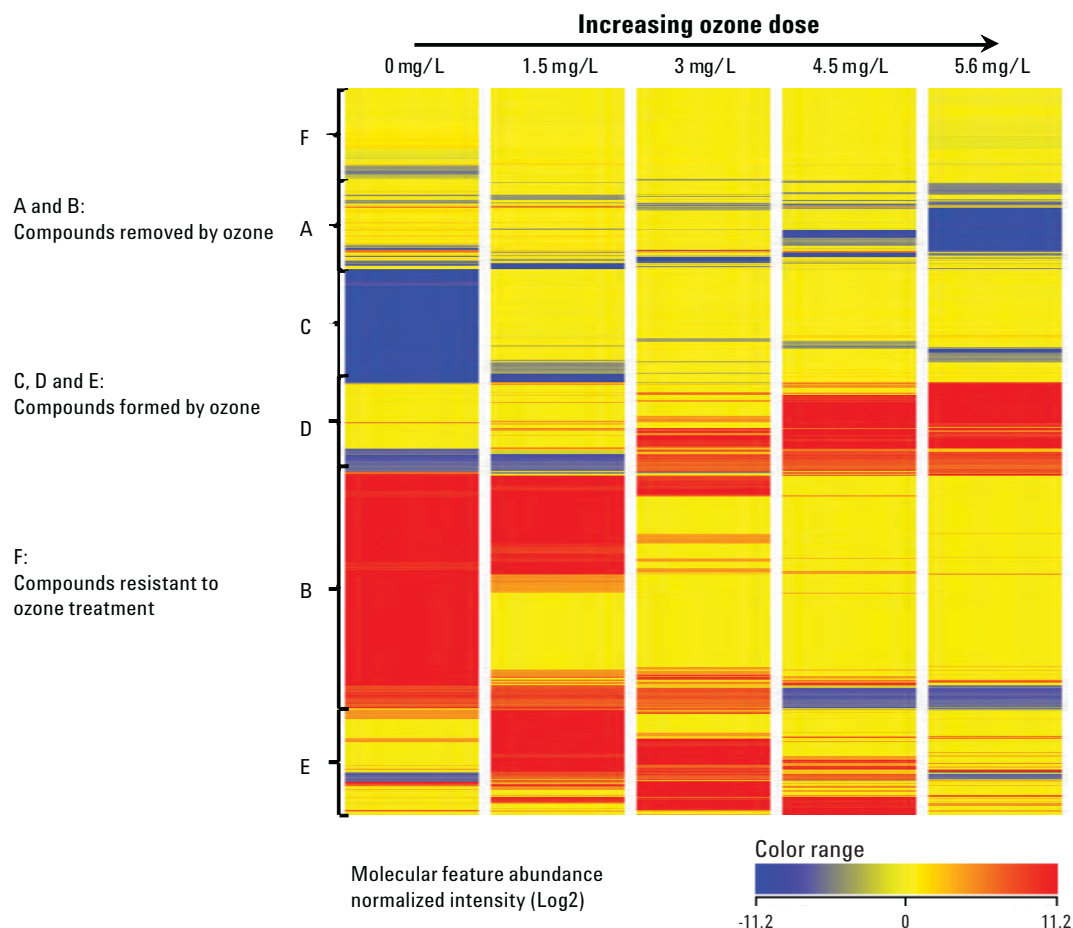 Increasing ozone dose
0 mg/L 1.5 mg/L 3 mg/L 4.5 mg/L 5.6 mg/L
F
A and B:
Compounds removed by ozone
A
C
C, D and E:
Compounds formed by ozone
D
F:
Compounds resistant to
ozone treatment
B
E
Molecular feature abundance
normalized intensity (Log2)
Color range
-11.2 0 11.2